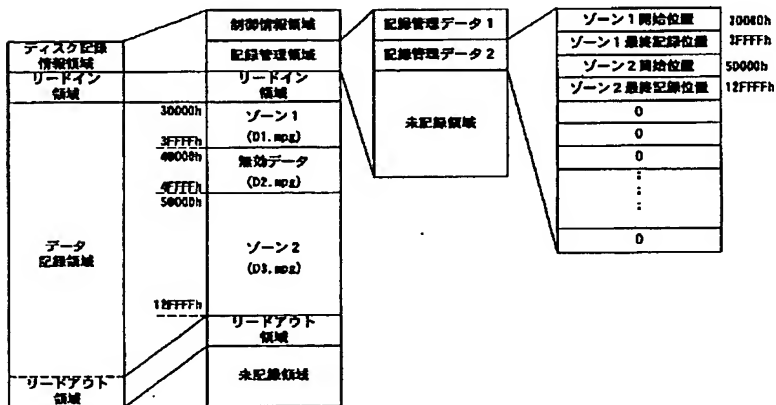 ディスク記録
情報領域
リードイン
領域
データ
記録領域
リードアウト
領域
制御情報領域
記録管理領域
リードイン
領域
30000h
3FFFFh
40000h
4FFFFh
50000h
12FFFFh
ゾーン1
(D1.mpg)
無効データ
(D2.mpg)
ゾーン2
(D3.mpg)
リードアウト
領域
未記録領域
記録管理データ1
記録管理データ2
未記録領域
ゾーン1開始位置
30000h
ゾーン1最終記録位置
3FFFFh
ゾーン2開始位置
50000h
ゾーン2最終記録位置
12FFFFh
0
0
0
0